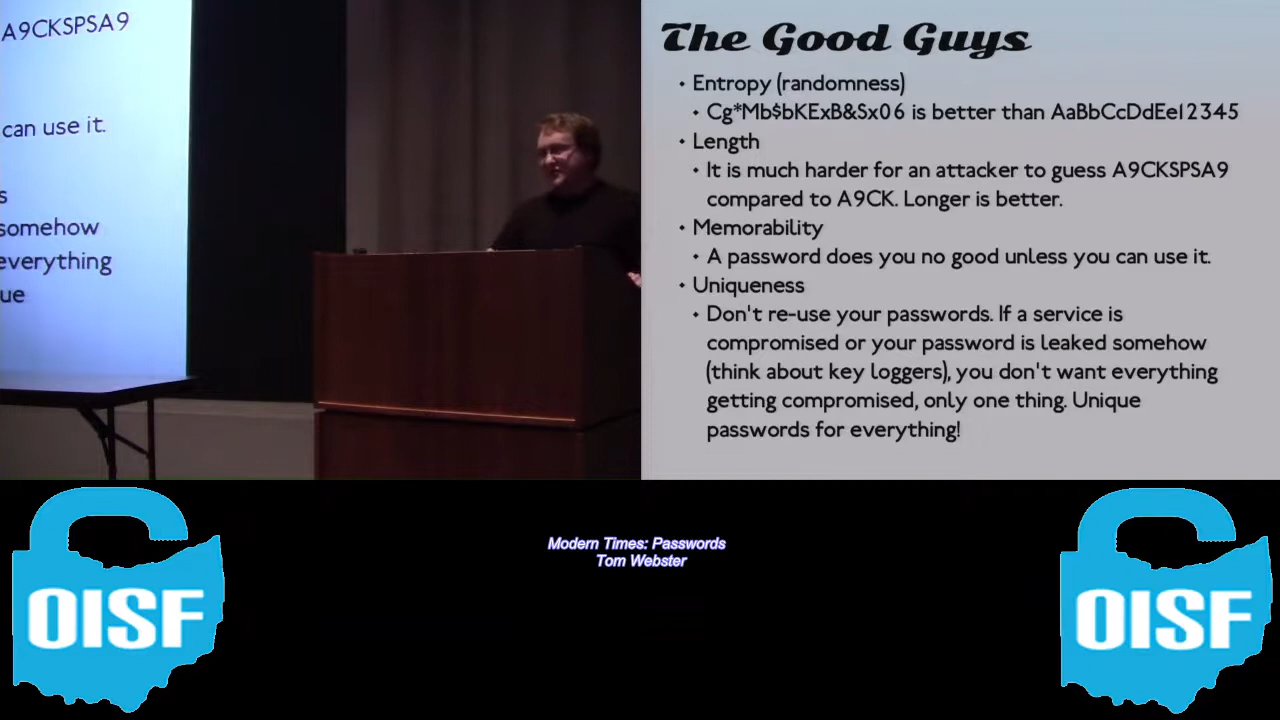 A9CKSPSA9
can use it.
s
somehow
everything
ue
The Good Guys
• Entropy (randomness)
• Cg*Mb$bKExB&Sx06 is better than AaBbCcDdEe12345
• Length
• It is much harder for an attacker to guess A9CKSPSA9
compared to A9CK. Longer is better.
• Memorability
• A password does you no good unless you can use it.
• Uniqueness
• Don't re-use your passwords. If a service is
compromised or your password is leaked somehow
(think about key loggers), you don't want everything
getting compromised, only one thing. Unique
passwords for everything!
Modern Times: Passwords
Tom Webster
OISF
OISF